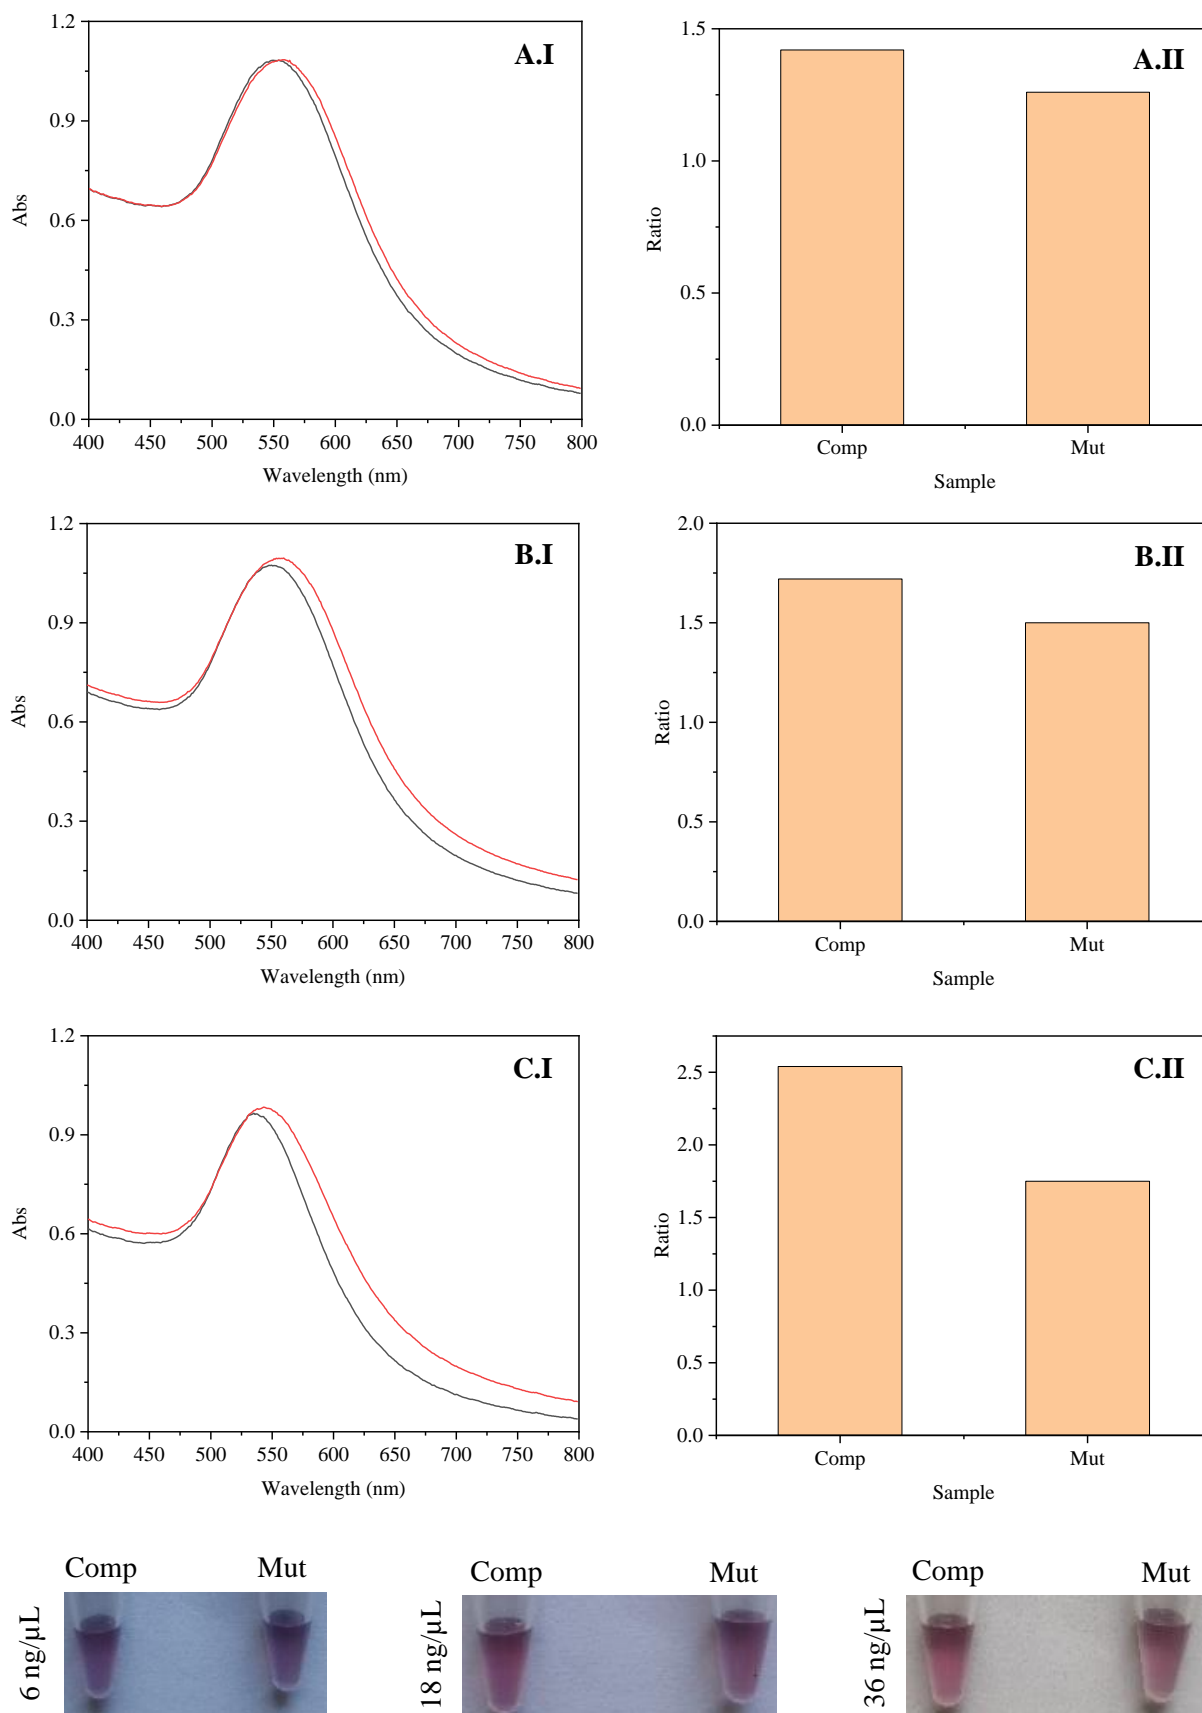 A.I
1.2
0.9
0.6
0.3
0.0
Abs
400 450 500 550 600 650 700 750 800
Wavelength (nm)
A.II
1.5
1.0
0.5
0.0
Ratio
Comp Mut
Sample
B.I
1.2
0.9
0.6
0.3
0.0
Abs
400 450 500 550 600 650 700 750 800
Wavelength (nm)
B.II
2.0
1.5
1.0
0.5
0.0
Ratio
Comp Mut
Sample
C.I
1.2
0.9
0.6
0.3
0.0
Abs
400 450 500 550 600 650 700 750 800
Wavelength (nm)
C.II
2.5
2.0
1.5
1.0
0.5
0.0
Ratio
Comp Mut
Sample
Comp Mut
6 ng/µL
Comp Mut
18 ng/µL
Comp Mut
36 ng/µL